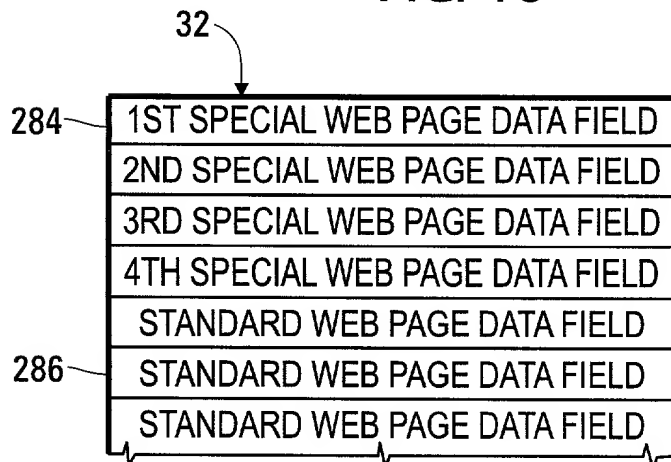 32
284
1ST SPECIAL WEB PAGE DATA FIELD
2ND SPECIAL WEB PAGE DATA FIELD
3RD SPECIAL WEB PAGE DATA FIELD
4TH SPECIAL WEB PAGE DATA FIELD
STANDARD WEB PAGE DATA FIELD
286
STANDARD WEB PAGE DATA FIELD
STANDARD WEB PAGE DATA FIELD